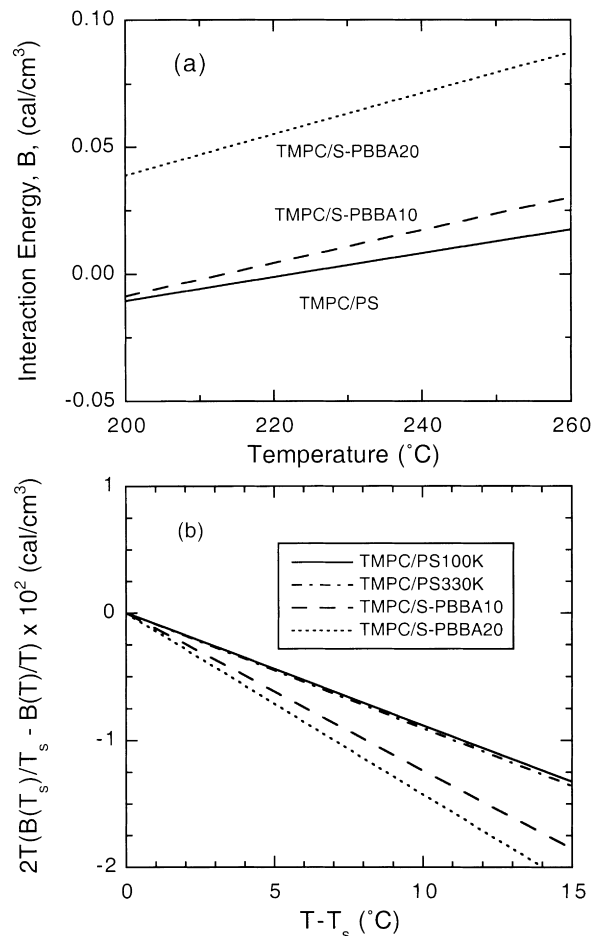 0.10
(a)
0.05
TMPC/S-PBBA20
TMPC/S-PBBA10
0.00
TMPC/PS
-0.05
200
220
240
260
Temperature (˚C)
Interaction Energy, B, (cal/cm³)
1
(b)
TMPC/PS100K
TMPC/PS330K
TMPC/S-PBBA10
TMPC/S-PBBA20
0
-1
-2
0
5
10
15
T-Tₛ (˚C)
2T(B(Tₛ)/Tₛ - B(T)/T) x 10² (cal/cm³)